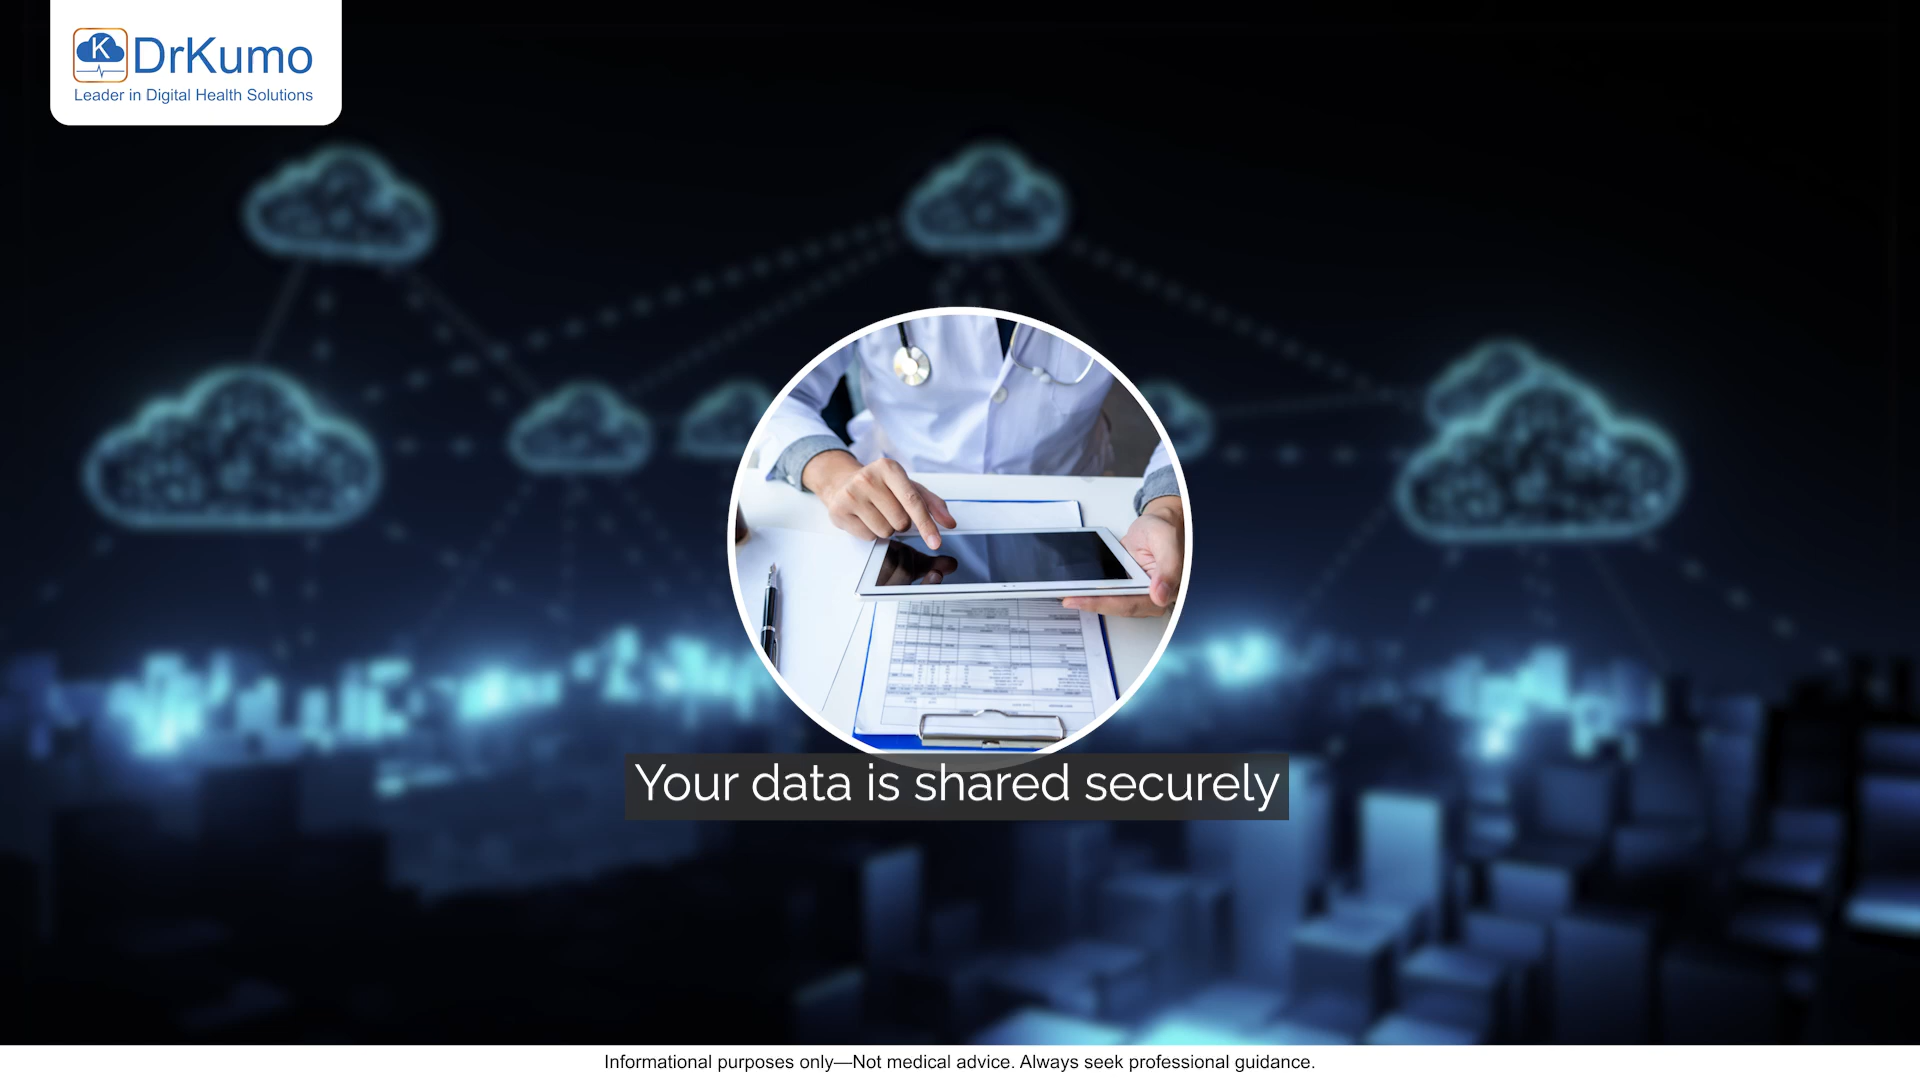 K DrKumo
Leader in Digital Health Solutions
Your data is shared securely
Informational purposes only—Not medical advice. Always seek professional guidance.